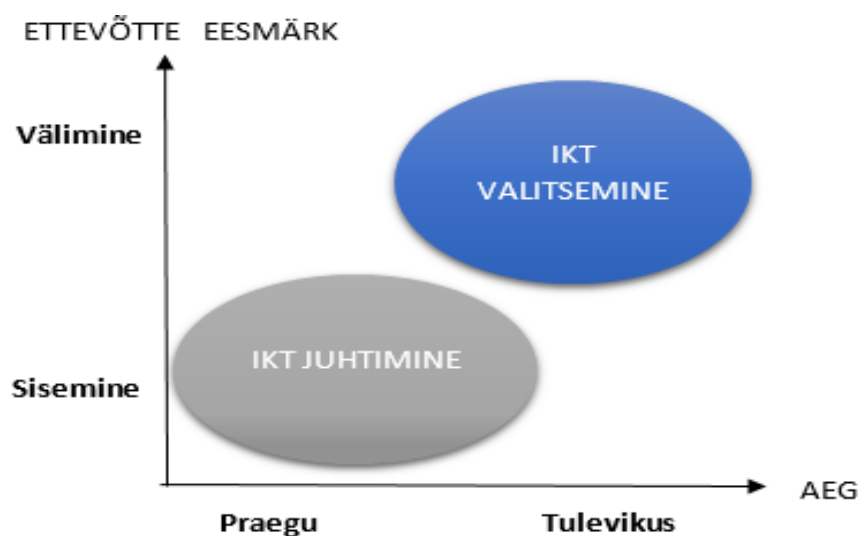 ETTEVÕTTE EESMÄRK
Välimine
IKT
VALITSEMINE
IKT JUHTIMINE
Sisemine
AEG
Praegu Tulevikus